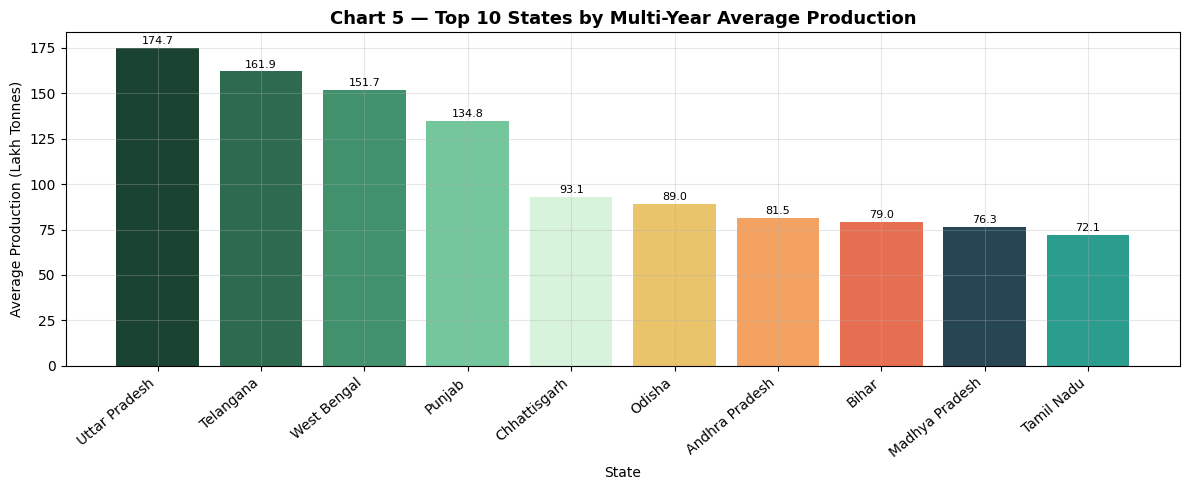 Chart 5 — Top 10 States by Multi-Year Average Production
Average Production (Lakh Tonnes)
175
150
125
100
75
50
25
0
174.7
161.9
151.7
134.8
93.1
89.0
81.5
79.0
76.3
72.1
Uttar Pradesh
Telangana
West Bengal
Punjab
Chhattisgarh
Odisha
Andhra Pradesh
Bihar
Madhya Pradesh
Tamil Nadu
State